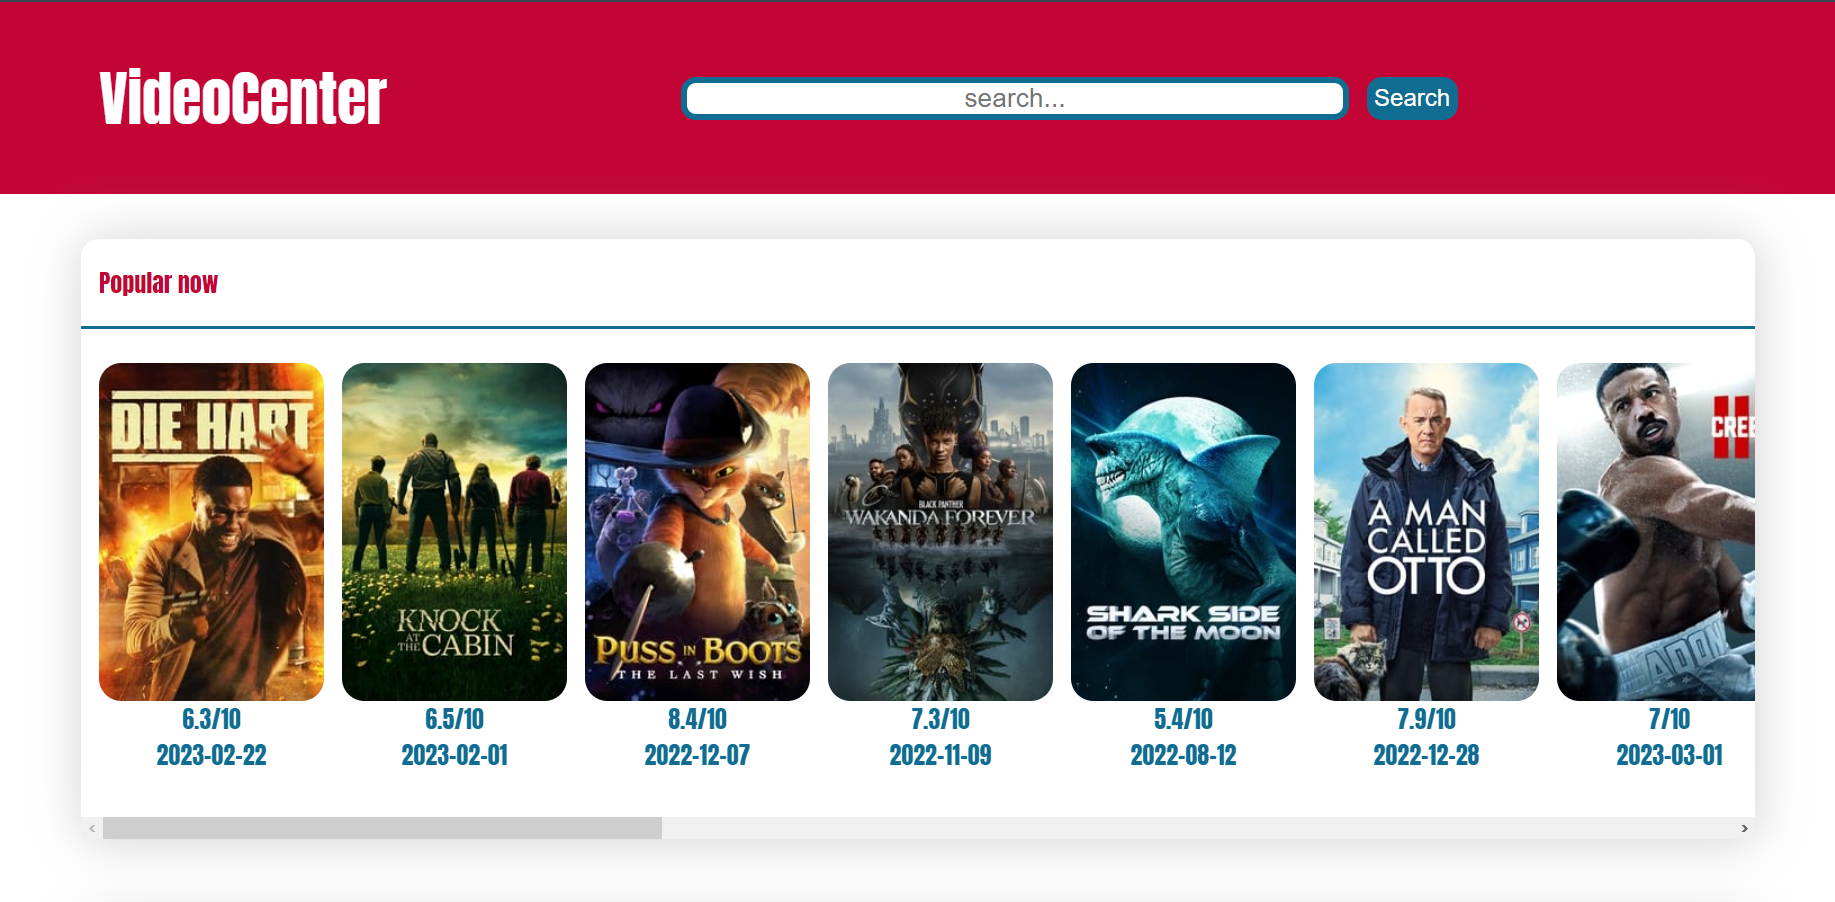 VideoCenter
search...
Search
Popular now
DIE HART
KNOCK
AT THE CABIN
PUSS IN BOOTS
THE LAST WISH
BLACK PANTHER
WAKANDA FOREVER
SHARK SIDE
OF THE MOON
A MAN
CALLED
OTTO
CREE
III
ADON
6.3/10
6.5/10
8.4/10
7.3/10
5.4/10
7.9/10
7/10
2023-02-22
2023-02-01
2022-12-07
2022-11-09
2022-08-12
2022-12-28
2023-03-01